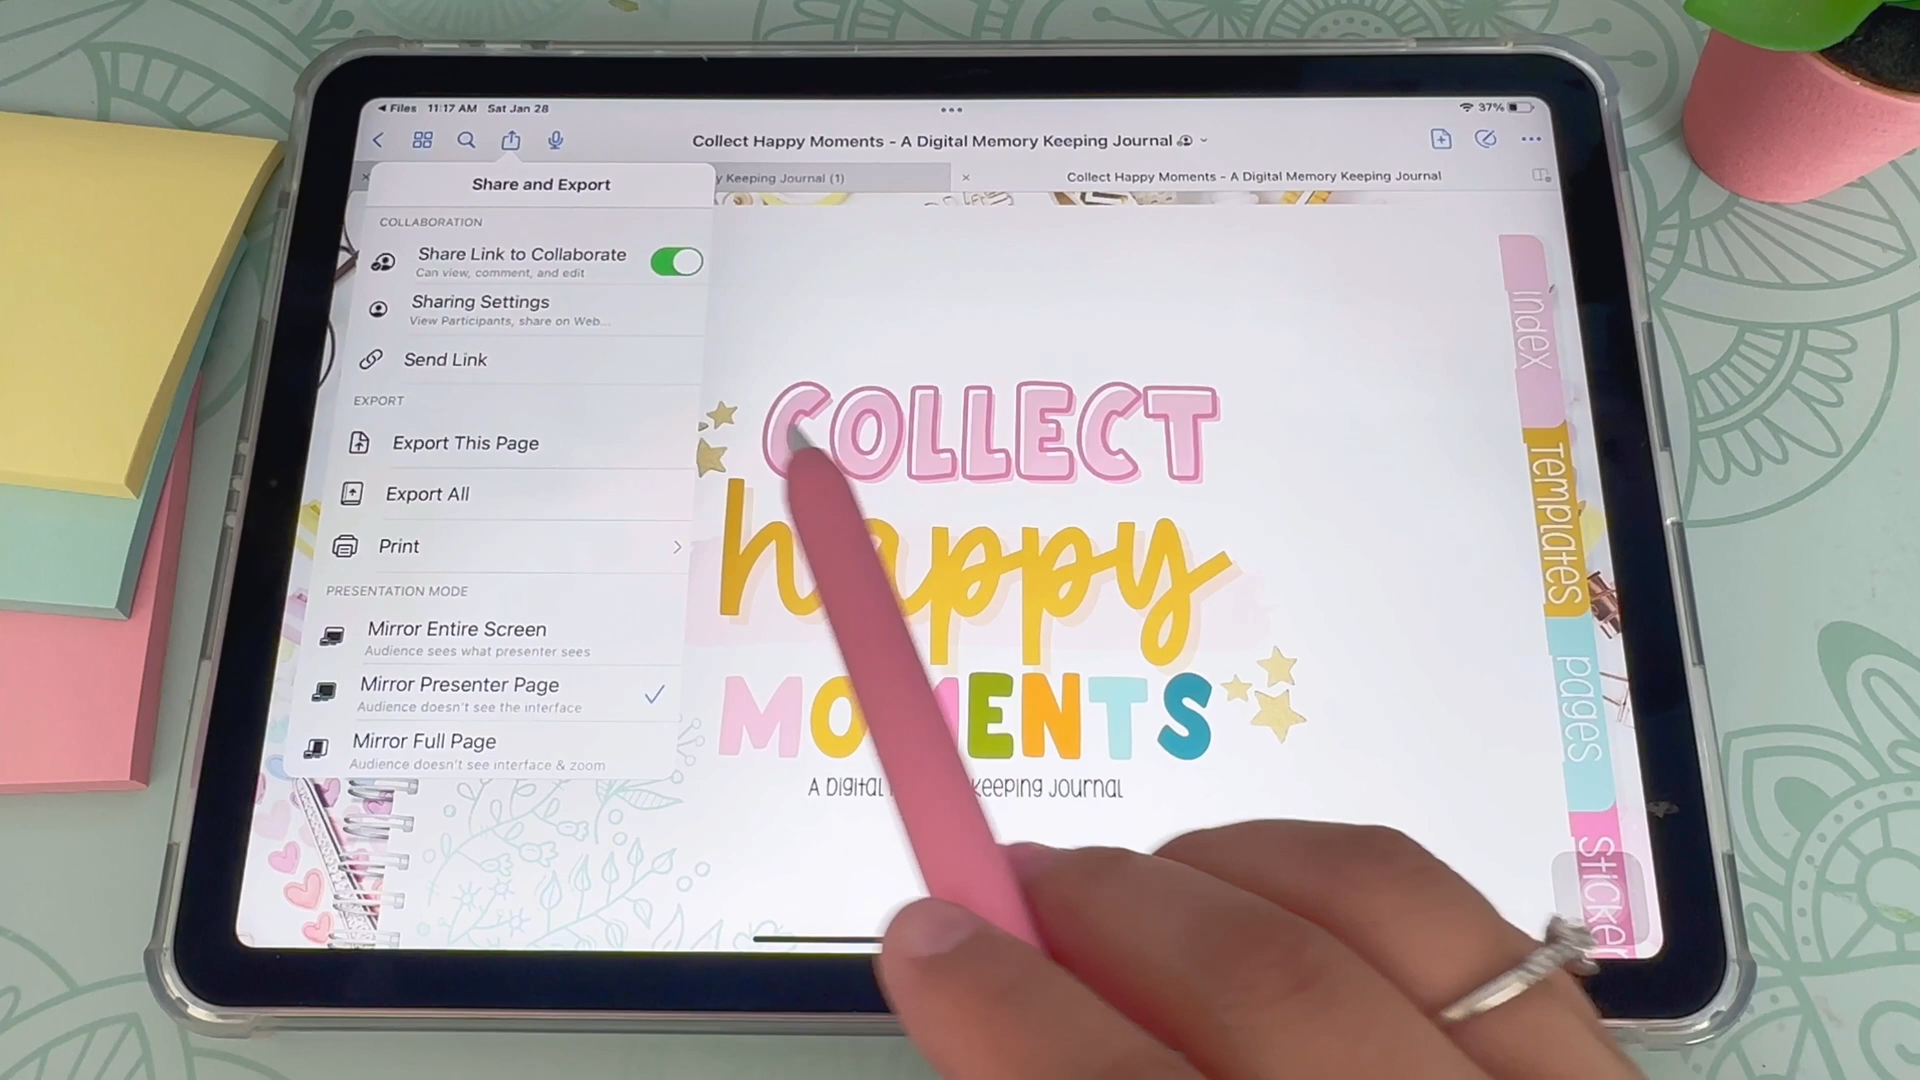 Files 11:17 AM Sat Jan 28
37%
Collect Happy Moments - A Digital Memory Keeping Journal
y Keeping Journal (1)
Collect Happy Moments - A Digital Memory Keeping Journal
Share and Export
COLLABORATION
Share Link to Collaborate
Can view, comment, and edit
Sharing Settings
View Participants, share on Web...
Send Link
EXPORT
Export This Page
Export All
Print
PRESENTATION MODE
Mirror Entire Screen
Audience sees what presenter sees
Mirror Presenter Page
Audience doesn't see the interface
Mirror Full Page
Audience doesn't see interface & zoom
COLLECT
happy
MOMENTS
A Digital keeping Journal
Index
Templates
pages
Sticker